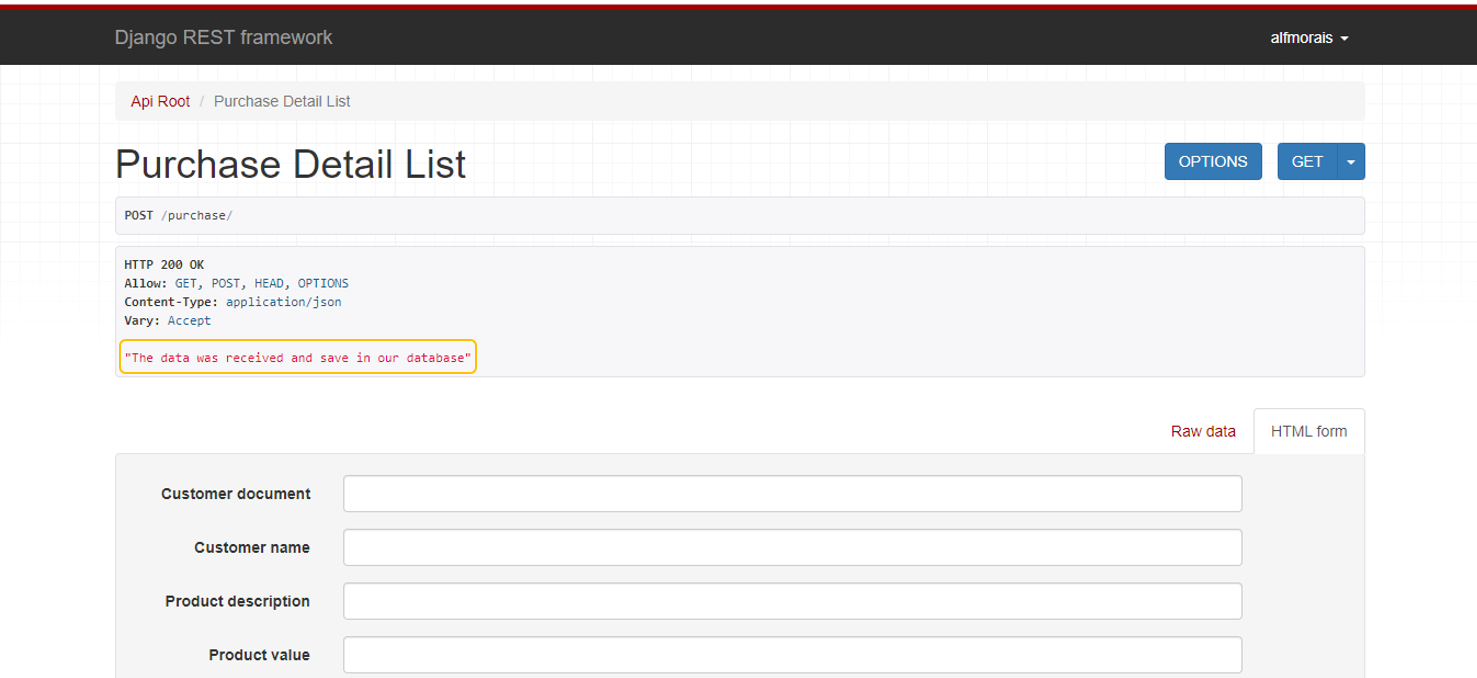 Django REST framework
alfmorais
Api Root / Purchase Detail List
Purchase Detail List
OPTIONS
GET
POST /purchase/
HTTP 200 OK
Allow: GET, POST, HEAD, OPTIONS
Content-Type: application/json
Vary: Accept
"The data was received and save in our database"
Raw data
HTML form
Customer document
Customer name
Product description
Product value